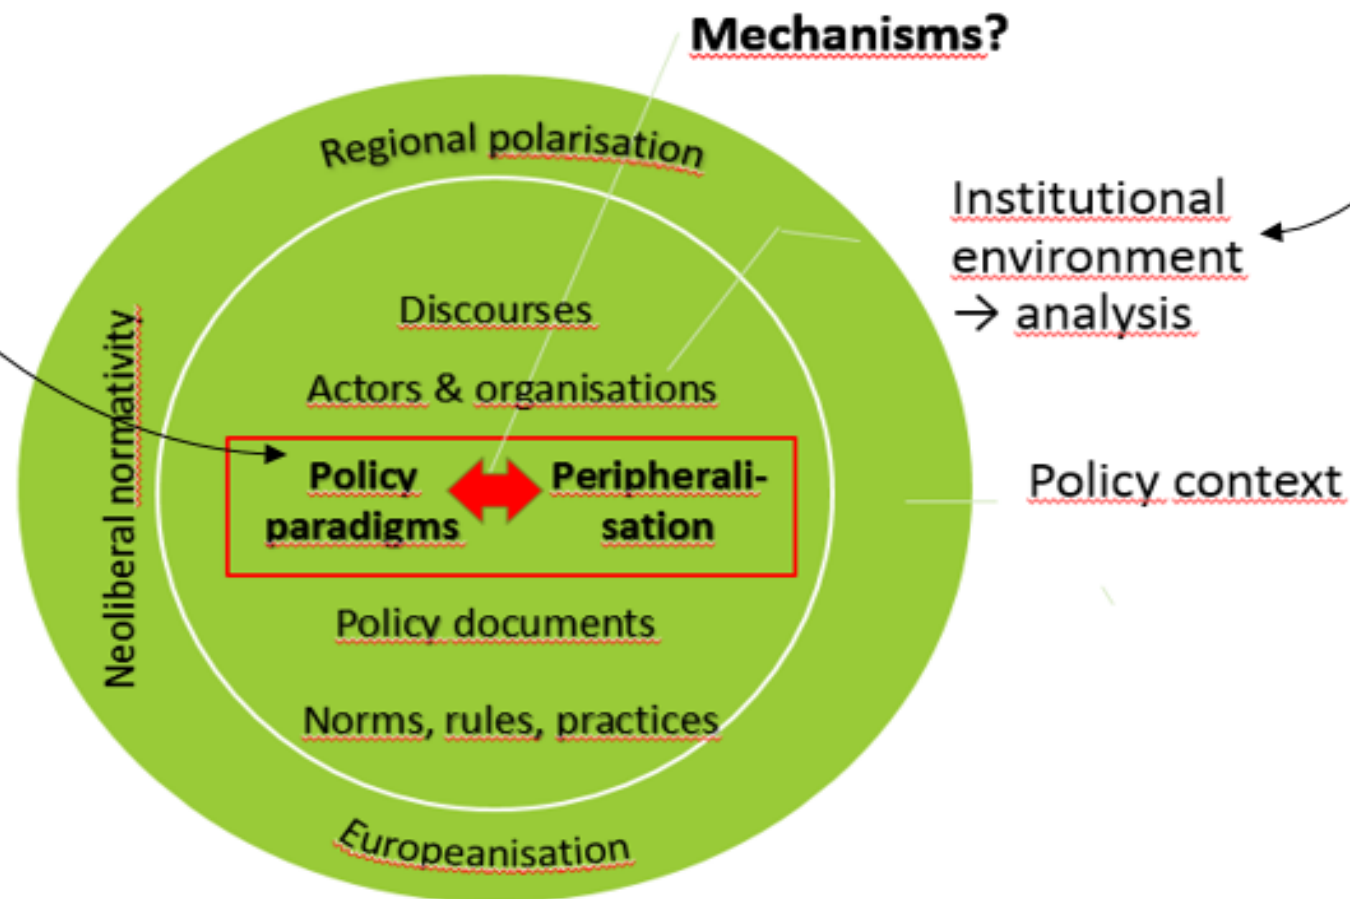 Mechanisms?
Regional polarisation
Institutional
environment
→ analysis
Discourses
Actors & organisations
Neoliberal normativity
Policy
paradigms
Peripherali-
sation
Policy context
Policy documents
Norms, rules, practices
Europeanisation